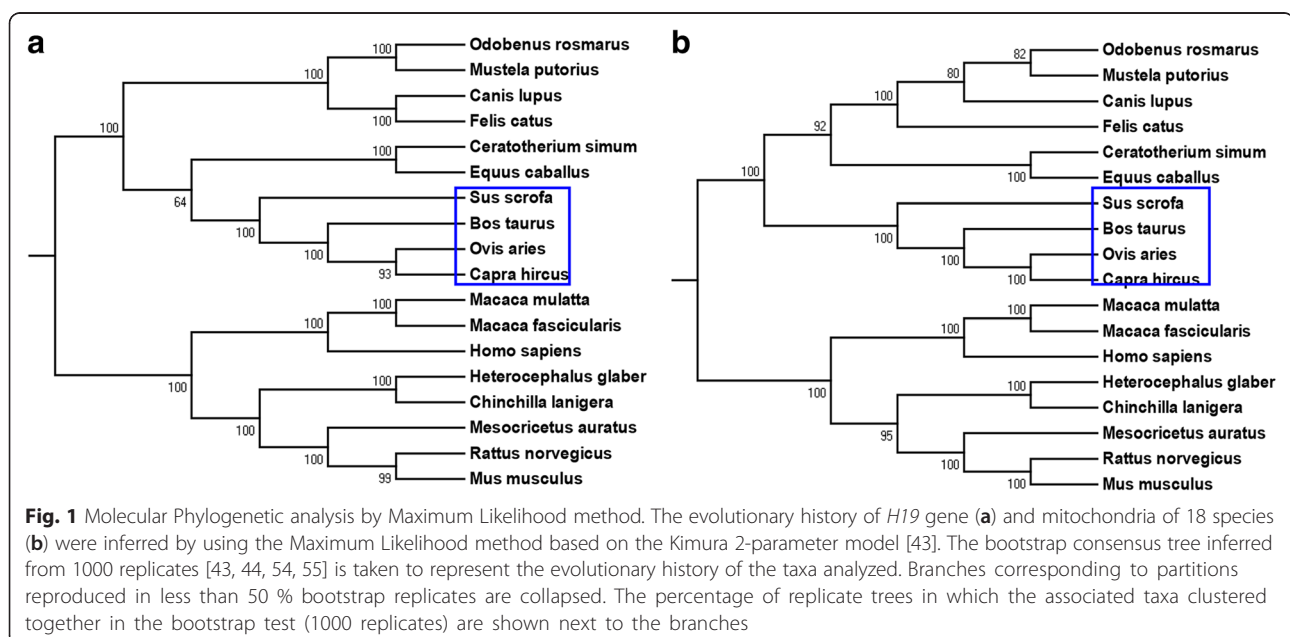 a
100
Odobenus rosmarus
Mustela putorius
100
Canis lupus
100
Felis catus
100
100
Ceratotherium simum
Equus caballus
64
Sus scrofa
100
Bos taurus
100
Ovis aries
93
Capra hircus
100
Macaca mulatta
100
Macaca fascicularis
Homo sapiens
100
100
Heterocephalus glaber
Chinchilla lanigera
100
Mesocricetus auratus
100
Rattus norvegicus
99
Mus musculus
b
82
Odobenus rosmarus
80
Mustela putorius
100
Canis lupus
92
Felis catus
Ceratotherium simum
100
100
Equus caballus
Sus scrofa
100
Bos taurus
100
Ovis aries
100
Capra hircus
100
Macaca mulatta
100
Macaca fascicularis
Homo sapiens
100
100
Heterocephalus glaber
Chinchilla lanigera
95
Mesocricetus auratus
100
Rattus norvegicus
100
Mus musculus
Fig. 1 Molecular Phylogenetic analysis by Maximum Likelihood method. The evolutionary history of H19 gene (a) and mitochondria of 18 species
(b) were inferred by using the Maximum Likelihood method based on the Kimura 2-parameter model [43]. The bootstrap consensus tree inferred
from 1000 replicates [43, 44, 54, 55] is taken to represent the evolutionary history of the taxa analyzed. Branches corresponding to partitions
reproduced in less than 50 % bootstrap replicates are collapsed. The percentage of replicate trees in which the associated taxa clustered
together in the bootstrap test (1000 replicates) are shown next to the branches